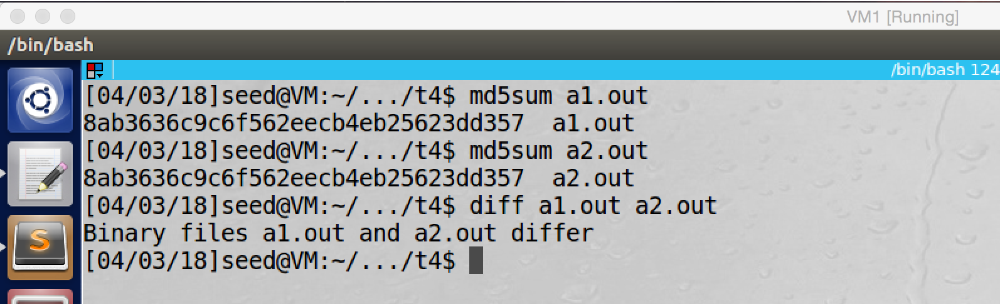 VM1 [Running]
/bin/bash
/bin/bash 124
[04/03/18]seed@VM:~/.../t4$ md5sum a1.out
8ab3636c9c6f562eecb4eb25623dd357  a1.out
[04/03/18]seed@VM:~/.../t4$ md5sum a2.out
8ab3636c9c6f562eecb4eb25623dd357  a2.out
[04/03/18]seed@VM:~/.../t4$ diff a1.out a2.out
Binary files a1.out and a2.out differ
[04/03/18]seed@VM:~/.../t4$